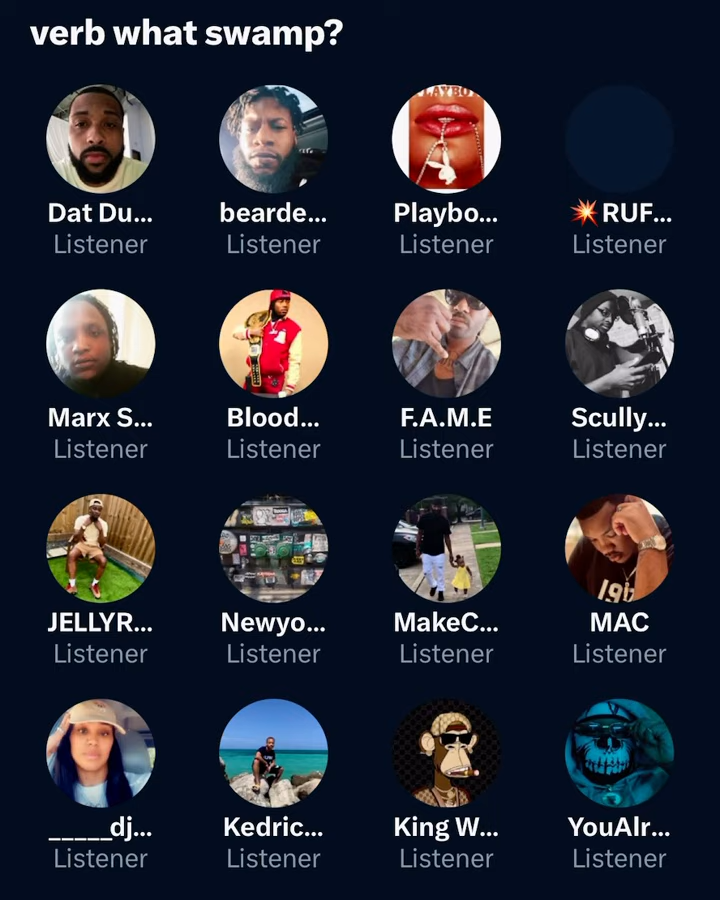 verb what swamp?
Dat Du... bearde... Playbo... 💥RUF...
Listener Listener Listener Listener
Marx S... Blood... F.A.M.E Scully...
Listener Listener Listener Listener
JELLYR... Newyo... MakeC... MAC
Listener Listener Listener Listener
_____dj... Kedric... King W... YouAlr...
Listener Listener Listener Listener